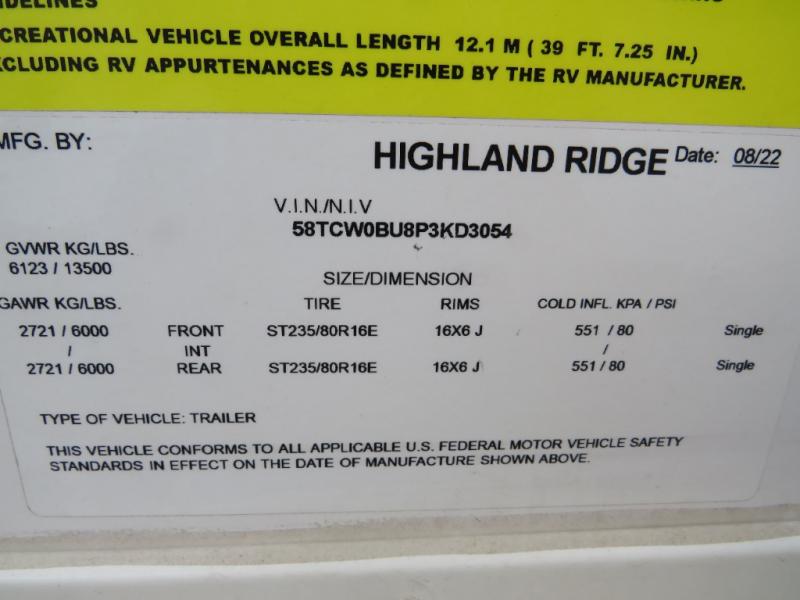 CREATIONAL VEHICLE OVERALL LENGTH 12.1 M ( 39 FT. 7.25 IN.)
CLUDING RV APPURTENANCES AS DEFINED BY THE RV MANUFACTURER.
MFG. BY:
HIGHLAND RIDGE Date: 08/22
V.I.N./N.I.V
58TCW0BU8P3KD3054
GVWR KG/LBS.
6123 / 13500
SIZE/DIMENSION
GAWR KG/LBS. TIRE RIMS COLD INFL. KPA / PSI
2721 / 6000 FRONT ST235/80R16E 16X6 J 551 / 80 Single
/ INT /
2721 / 6000 REAR ST235/80R16E 16X6 J 551 / 80 Single
TYPE OF VEHICLE: TRAILER
THIS VEHICLE CONFORMS TO ALL APPLICABLE U.S. FEDERAL MOTOR VEHICLE SAFETY
STANDARDS IN EFFECT ON THE DATE OF MANUFACTURE SHOWN ABOVE.